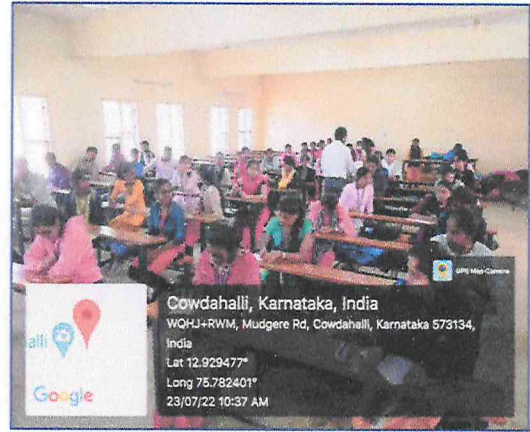 GPS Map Camera
Cowdahalli, Karnataka, India
WQHJ+RWM, Mudgere Rd, Cowdahalli, Karnataka 573134,
India
Lat 12.929477°
Long 75.782401°
23/07/22 10:37 AM
alli
Google